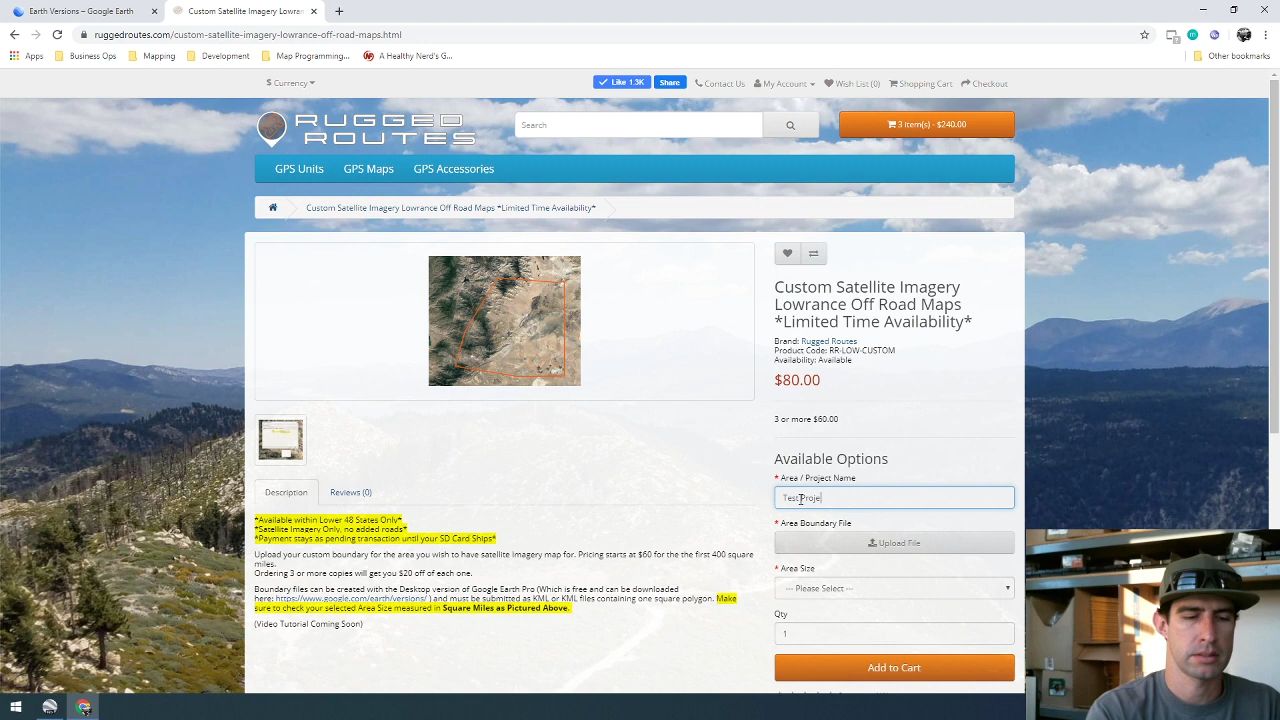 Earth Versions – Google Earth
Custom Satellite Imagery Lowrance
ruggedroutes.com/custom-satellite-imagery-lowrance-off-road-maps.html
Apps
Business Ops
Mapping
Development
Map Programming...
A Healthy Nerd's G...
Other bookmarks
$ Currency
Like 1.3K
Share
Contact Us
My Account
Wish List (0)
Shopping Cart
Checkout
RUGGED
ROUTES
Search
3 item(s) - $240.00
GPS Units
GPS Maps
GPS Accessories
Custom Satellite Imagery Lowrance Off Road Maps *Limited Time Availability*
Custom Satellite Imagery
Lowrance Off Road Maps
*Limited Time Availability*
Brand: Rugged Routes
Product Code: RR-LOW-CUSTOM
Availability: Available
$80.00
3 or more $60.00
Available Options
* Area / Project Name
Test Proje
* Area Boundary File
Upload File
* Area Size
--- Please Select ---
Qty
1
Add to Cart
Description
Reviews (0)
*Available within Lower 48 States Only*
*Satellite Imagery Only, no added roads*
*Payment stays as pending transaction until your SD Card Ships*
Upload your custom boundary for the area you wish to have satellite imagery map for. Pricing starts at $60 for the the first 400 square
miles.
Ordering 3 or more copies will get you $20 off of each one.
Boundary files can be created with the Desktop version of Google Earth Pro (Which is free and can be downloaded
here: https://www.google.com/earth/versions/ ) and must be submitted as KML or KML files containing one square polygon. Make
sure to check your selected Area Size measured in Square Miles as Pictured Above.
(Video Tutorial Coming Soon)